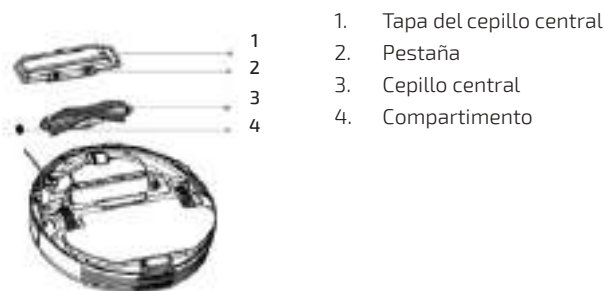 1
2
3
4
1. Tapa del cepillo central
2. Pestaña
3. Cepillo central
4. Compartimento